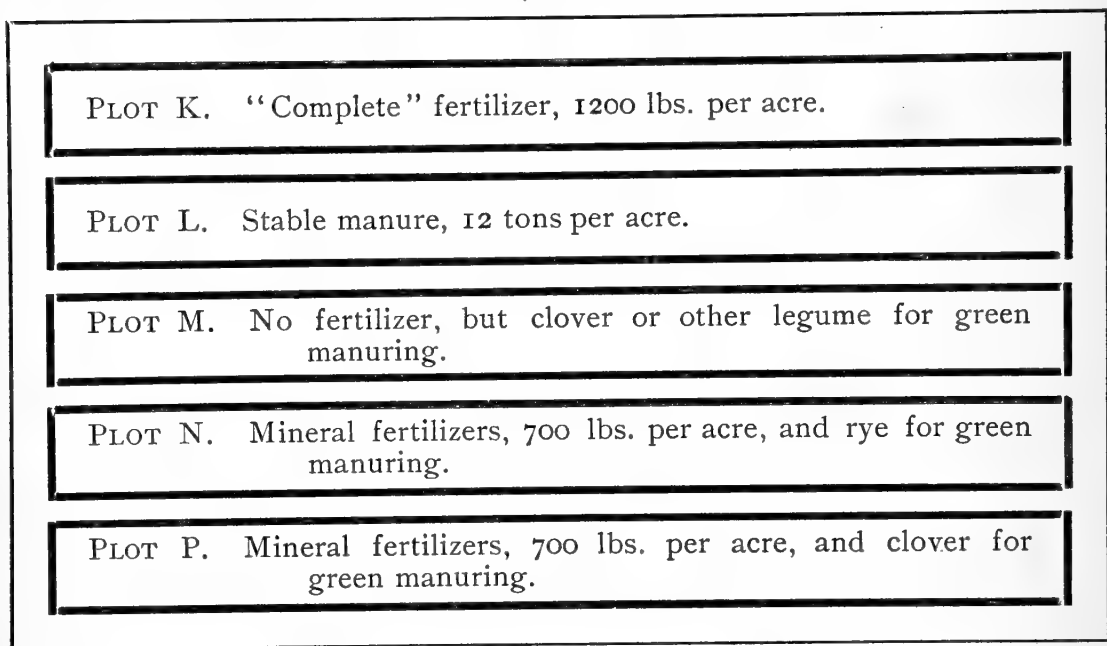 PLOT K. "Complete" fertilizer, 1200 lbs. per acre.
PLOT L. Stable manure, 12 tons per acre.
PLOT M. No fertilizer, but clover or other legume for green
manuring.
PLOT N. Mineral fertilizers, 700 lbs. per acre, and rye for green
manuring.
PLOT P. Mineral fertilizers, 700 lbs. per acre, and clover for
green manuring.